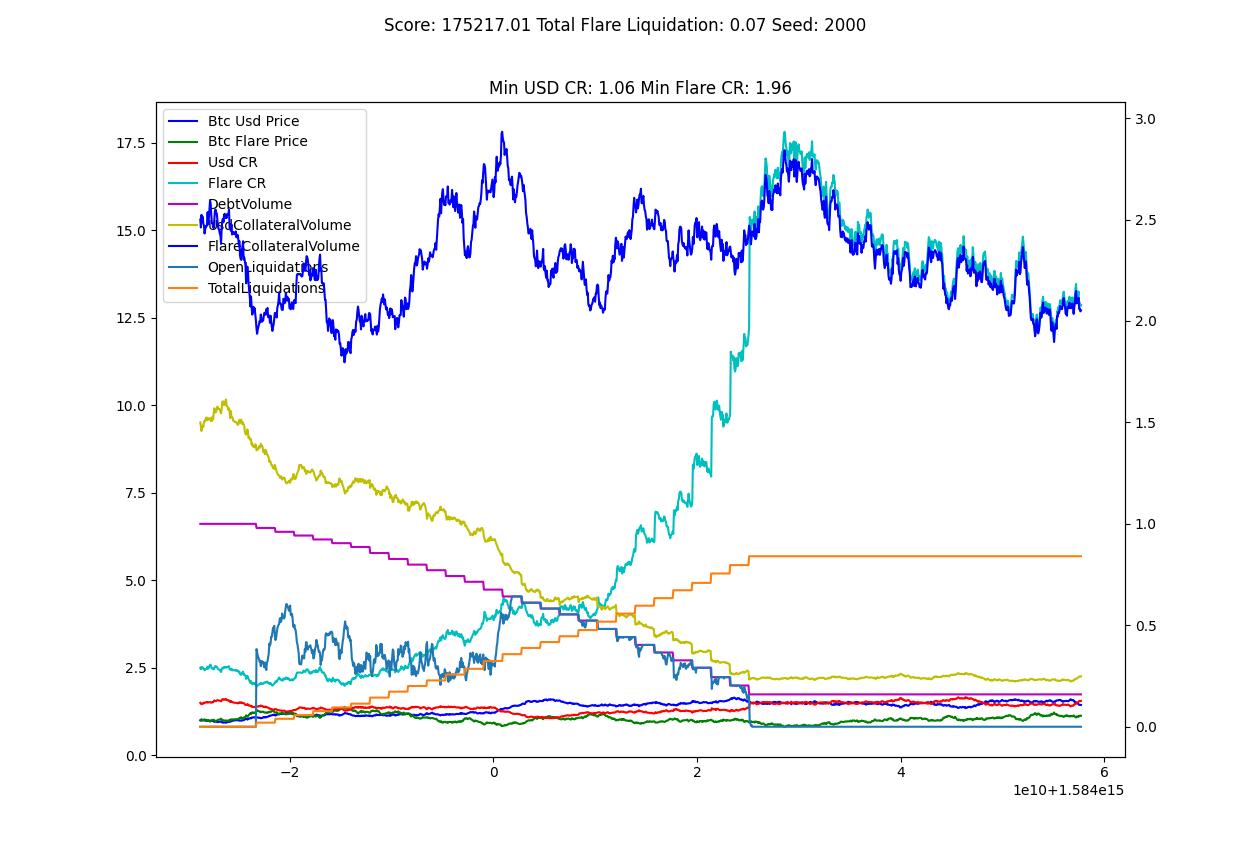 Score: 175217.01 Total Flare Liquidation: 0.07 Seed: 2000
Min USD CR: 1.06 Min Flare CR: 1.96
Btc Usd Price
Btc Flare Price
Usd CR
Flare CR
DebtVolume
UsdCollateralVolume
FlareCollateralVolume
OpenLiquidations
TotalLiquidations
17.5
15.0
12.5
10.0
7.5
5.0
2.5
0.0
3.0
2.5
2.0
1.5
1.0
0.5
0.0
−2
0
2
4
6
1e10+1.584e15